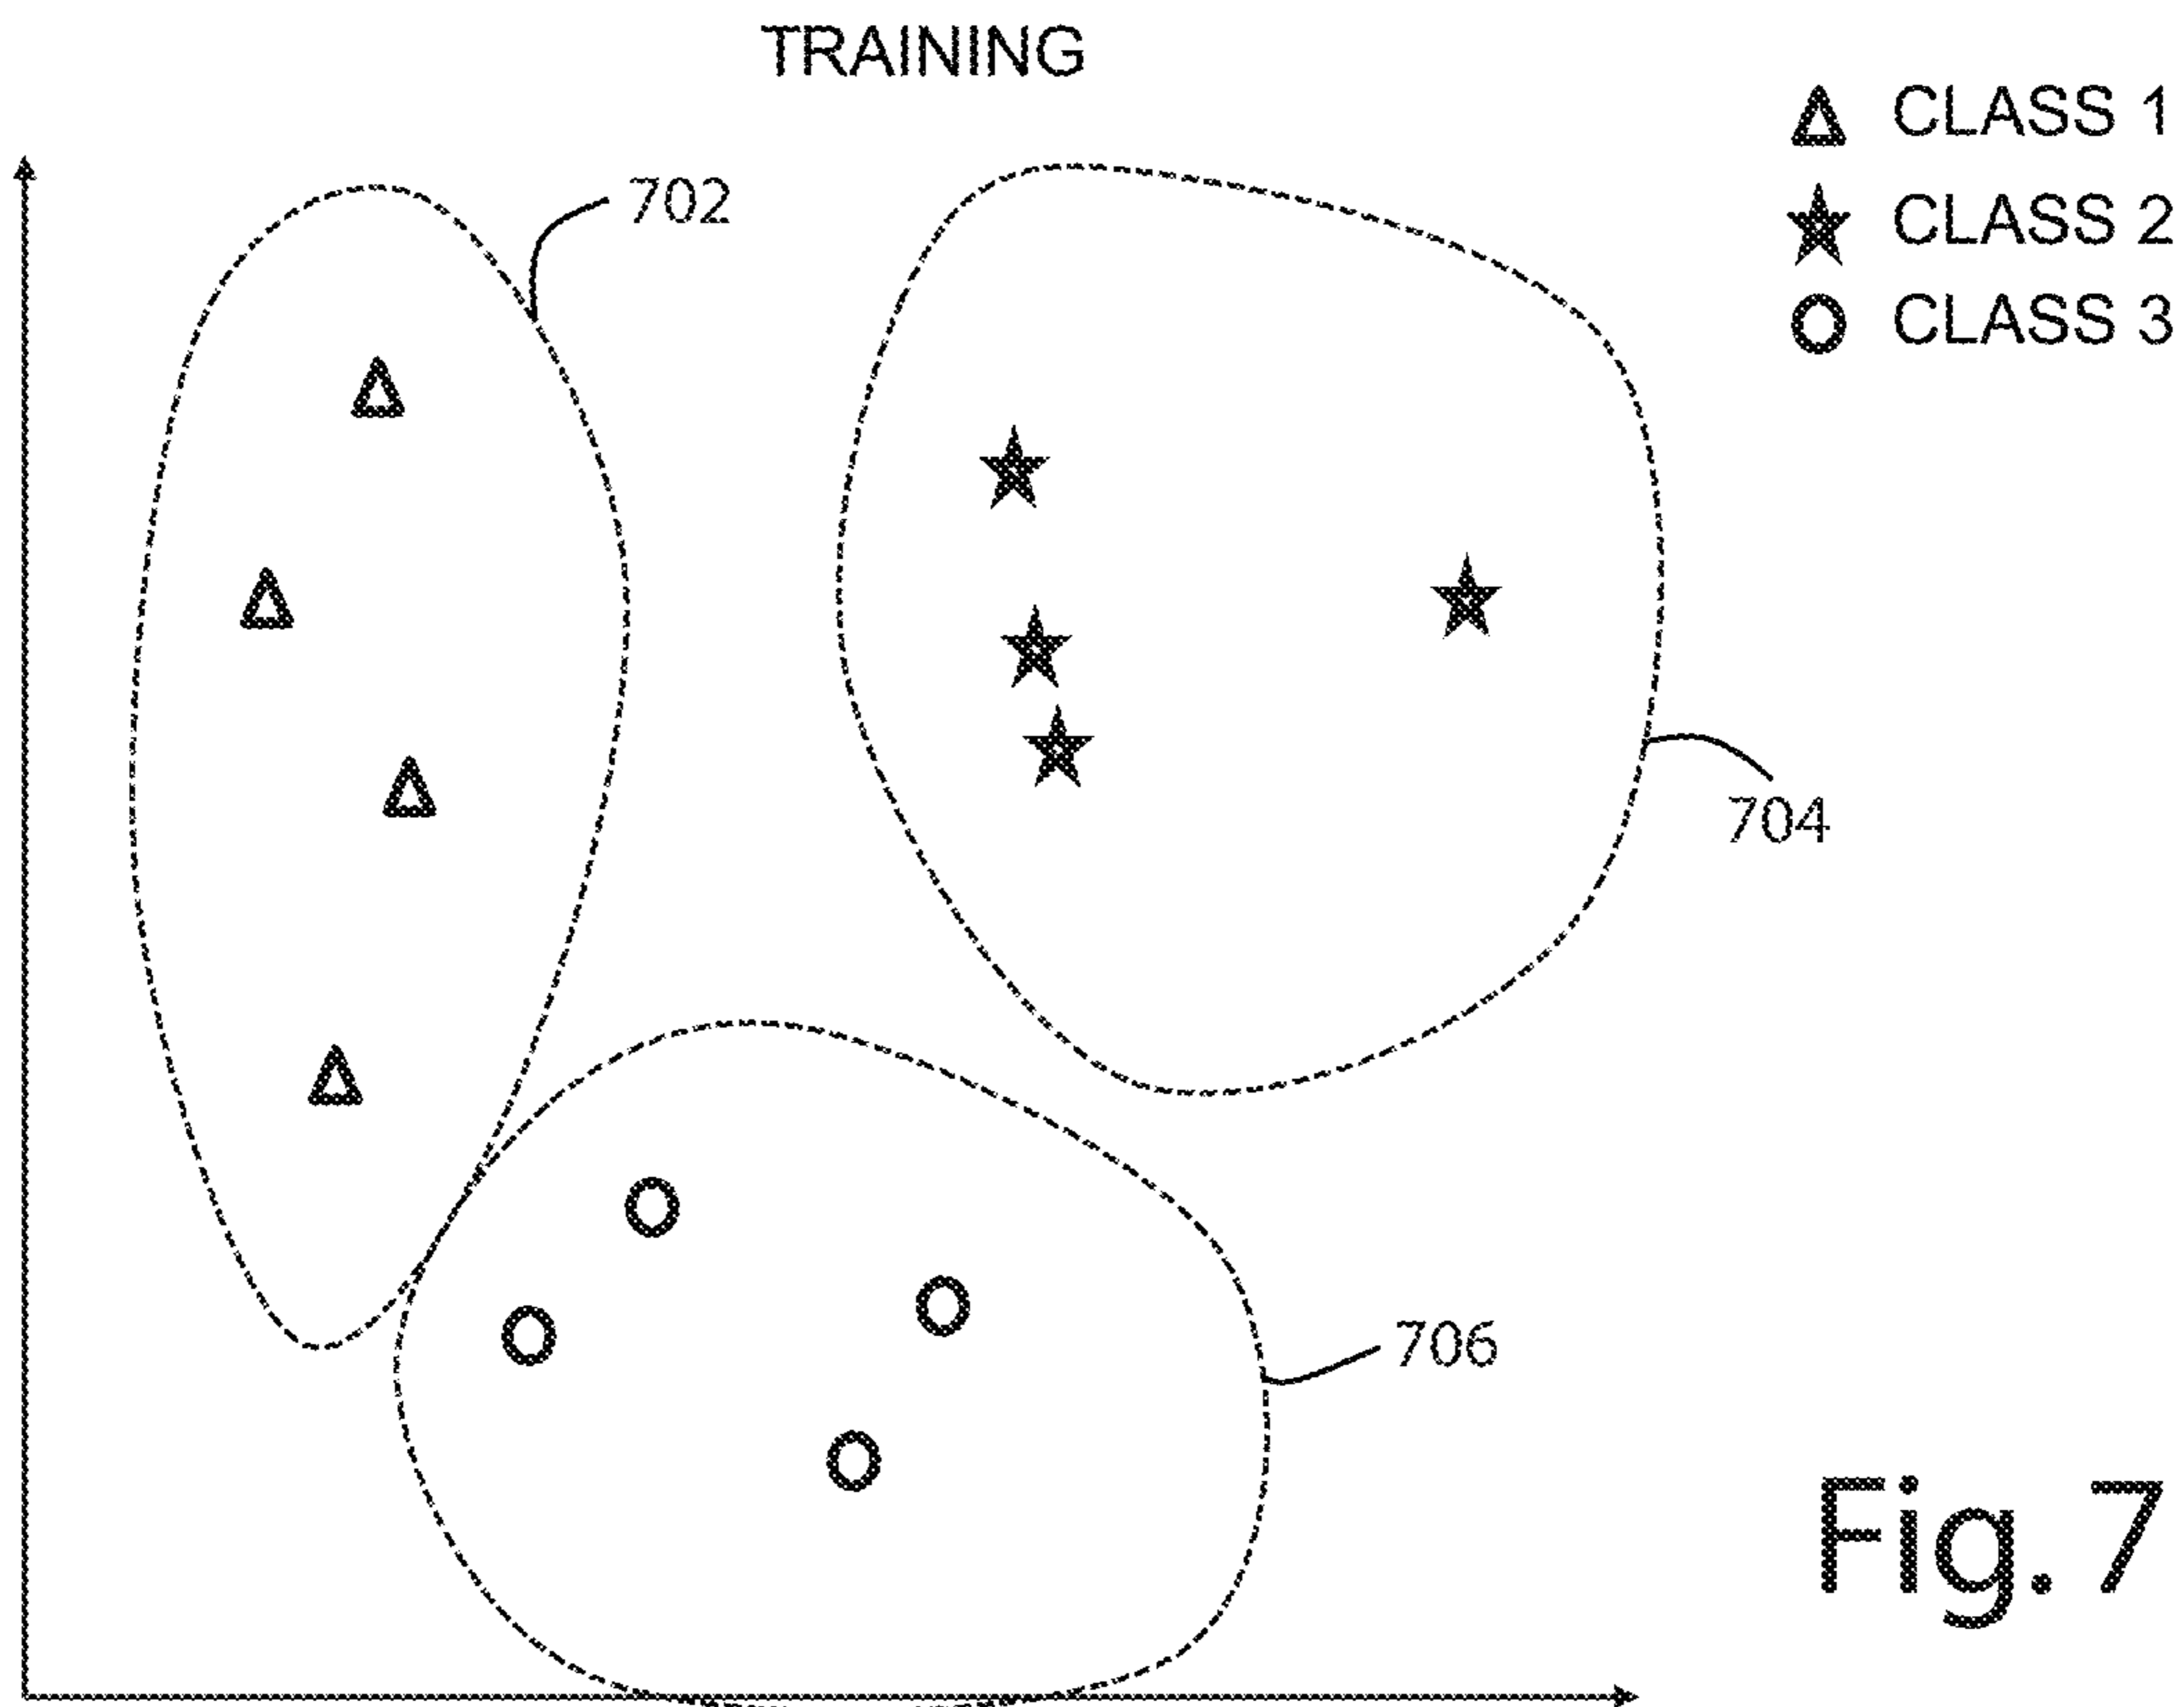 TRAINING
CLASS 1
CLASS 2
CLASS 3
702
704
706
Fig. 7